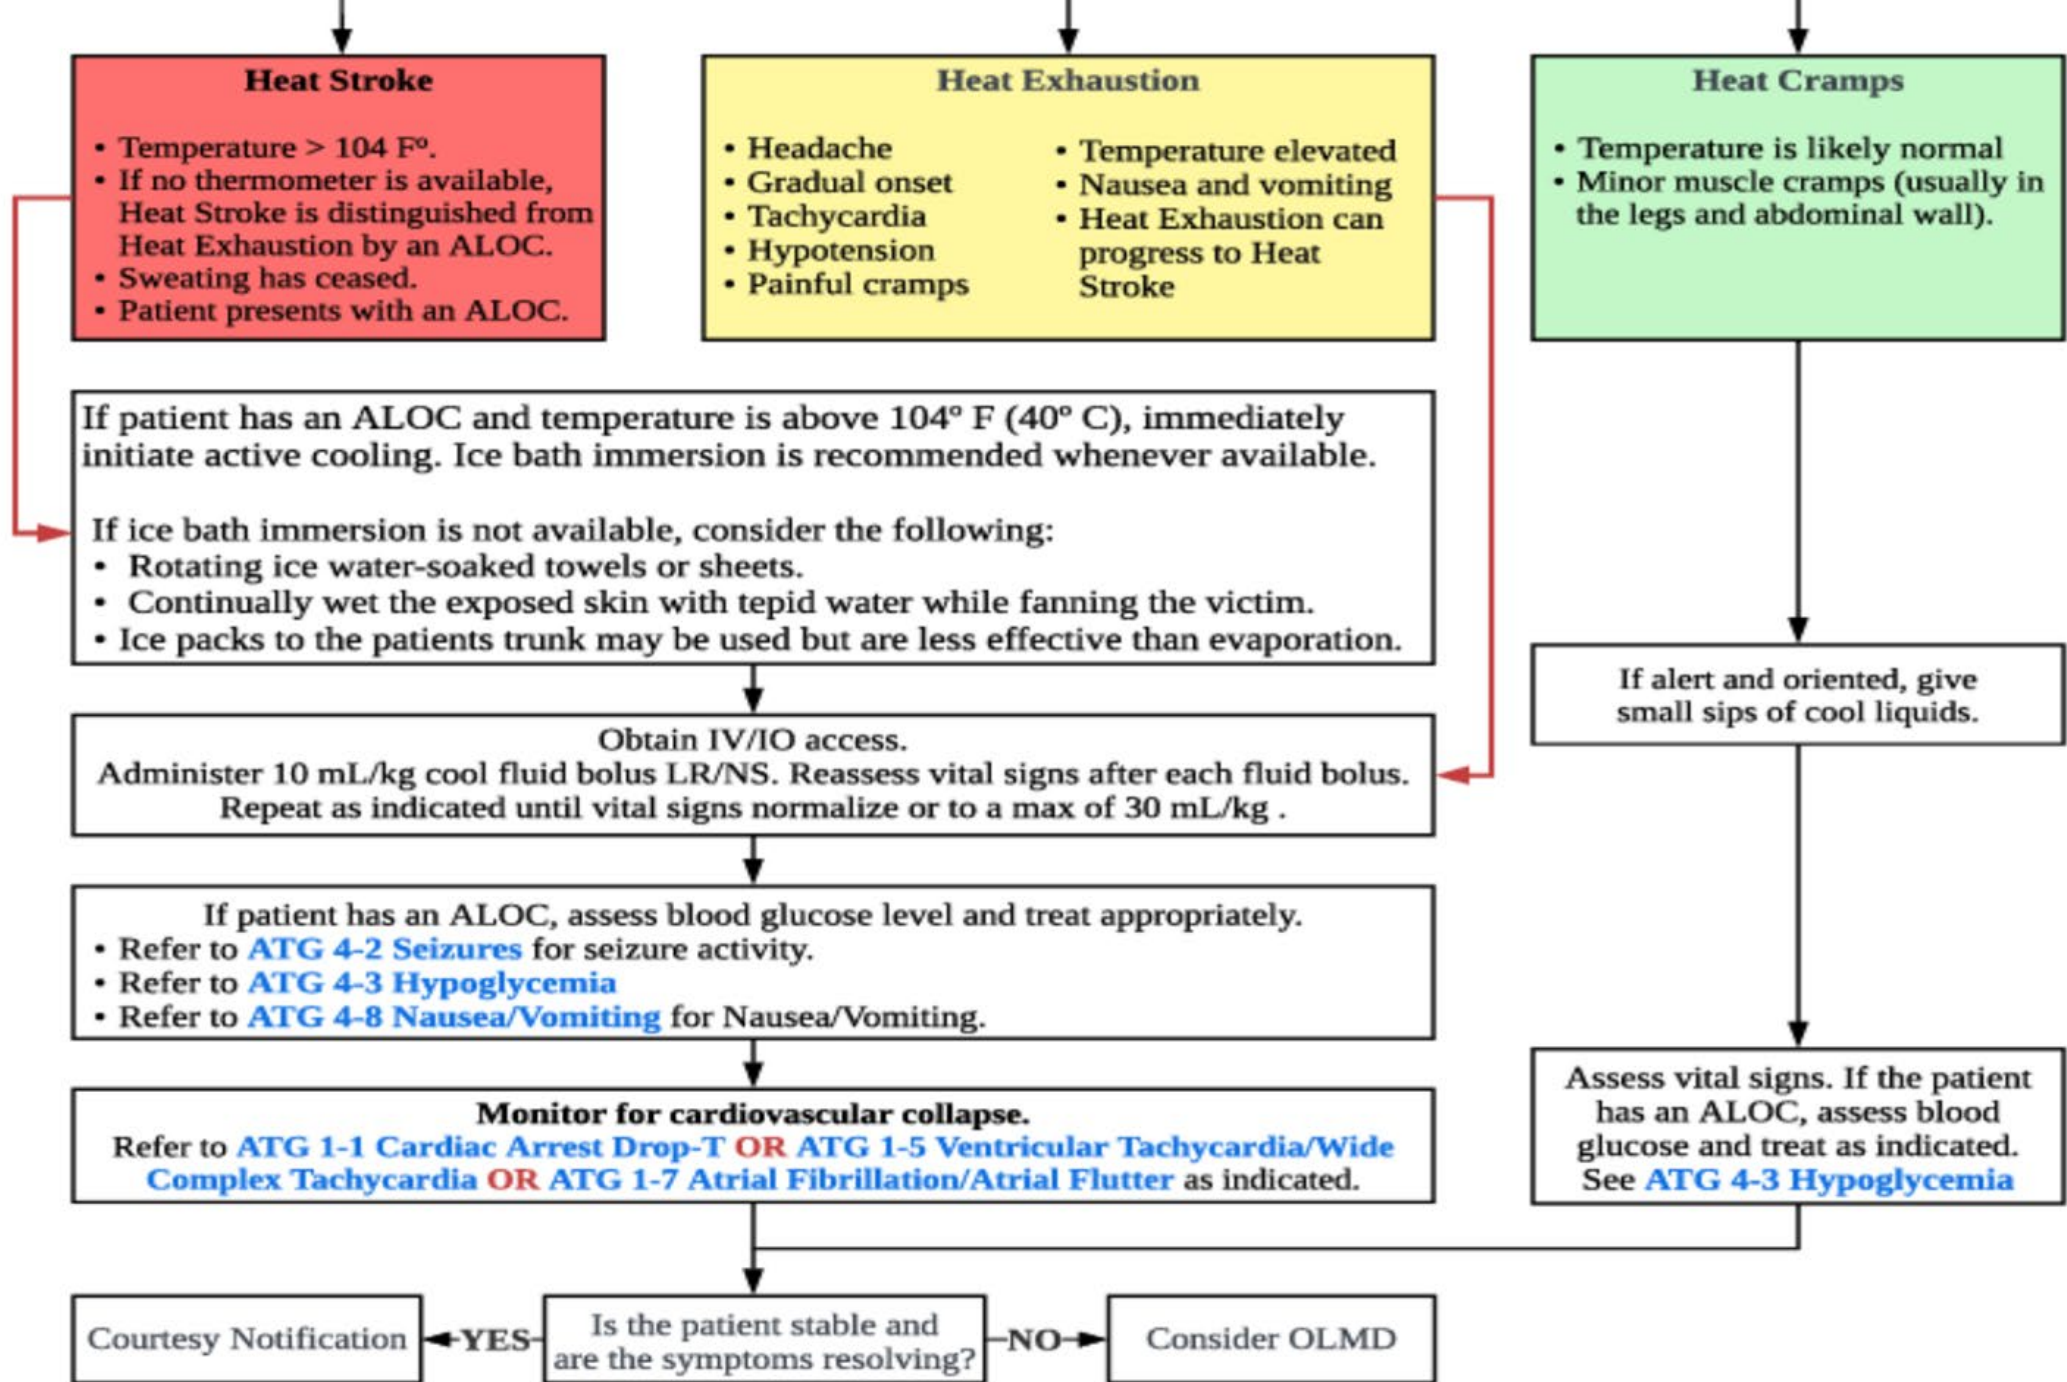 Heat Stroke
• Temperature > 104 Fº.
• If no thermometer is available,
Heat Stroke is distinguished from
Heat Exhaustion by an ALOC.
• Sweating has ceased.
• Patient presents with an ALOC.
Heat Exhaustion
• Headache
• Gradual onset
• Tachycardia
• Hypotension
• Painful cramps
• Temperature elevated
• Nausea and vomiting
• Heat Exhaustion can
progress to Heat
Stroke
Heat Cramps
• Temperature is likely normal
• Minor muscle cramps (usually in
the legs and abdominal wall).
If patient has an ALOC and temperature is above 104º F (40º C), immediately
initiate active cooling. Ice bath immersion is recommended whenever available.
If ice bath immersion is not available, consider the following:
• Rotating ice water-soaked towels or sheets.
• Continually wet the exposed skin with tepid water while fanning the victim.
• Ice packs to the patients trunk may be used but are less effective than evaporation.
Obtain IV/IO access.
Administer 10 mL/kg cool fluid bolus LR/NS. Reassess vital signs after each fluid bolus.
Repeat as indicated until vital signs normalize or to a max of 30 mL/kg .
If patient has an ALOC, assess blood glucose level and treat appropriately.
• Refer to ATG 4-2 Seizures for seizure activity.
• Refer to ATG 4-3 Hypoglycemia
• Refer to ATG 4-8 Nausea/Vomiting for Nausea/Vomiting.
Monitor for cardiovascular collapse.
Refer to ATG 1-1 Cardiac Arrest Drop-T OR ATG 1-5 Ventricular Tachycardia/Wide
Complex Tachycardia OR ATG 1-7 Atrial Fibrillation/Atrial Flutter as indicated.
If alert and oriented, give
small sips of cool liquids.
Assess vital signs. If the patient
has an ALOC, assess blood
glucose and treat as indicated.
See ATG 4-3 Hypoglycemia
Courtesy Notification
YES
Is the patient stable and
are the symptoms resolving?
NO
Consider OLMD